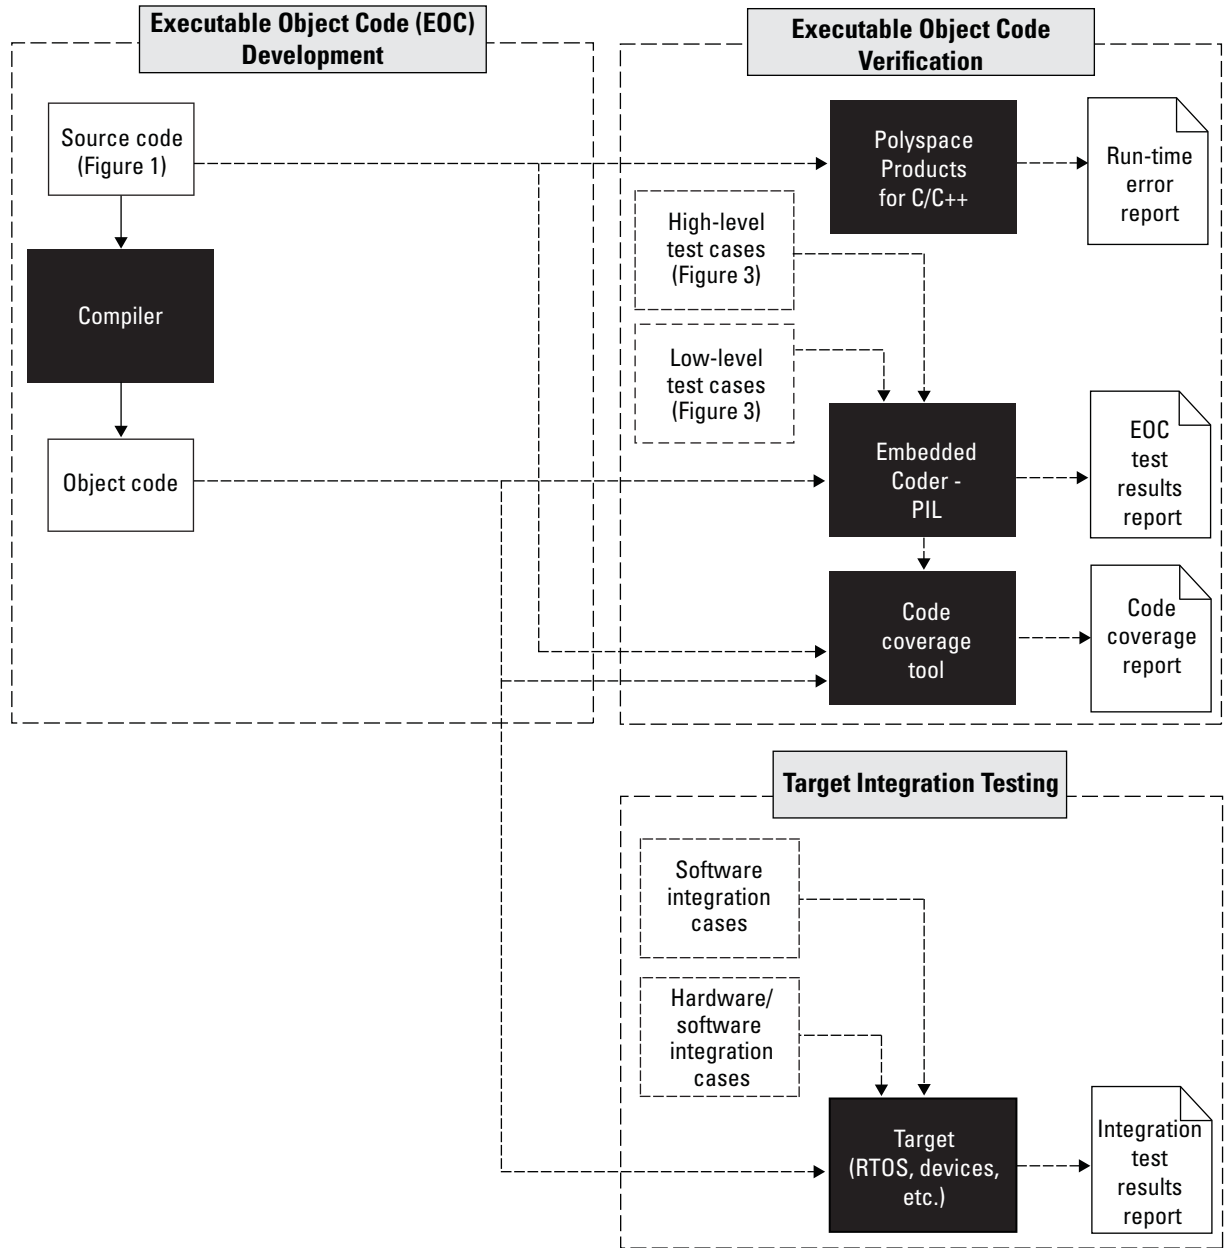 Executable Object Code (EOC)
Development
Source code
(Figure 1)
Compiler
Object code
Executable Object Code
Verification
Polyspace
Products
for C/C++
Run-time
error
report
High-level
test cases
(Figure 3)
Low-level
test cases
(Figure 3)
Embedded
Coder -
PIL
EOC
test
results
report
Code
coverage
tool
Code
coverage
report
Target Integration Testing
Software
integration
cases
Hardware/
software
integration
cases
Target
(RTOS, devices,
etc.)
Integration
test
results
report